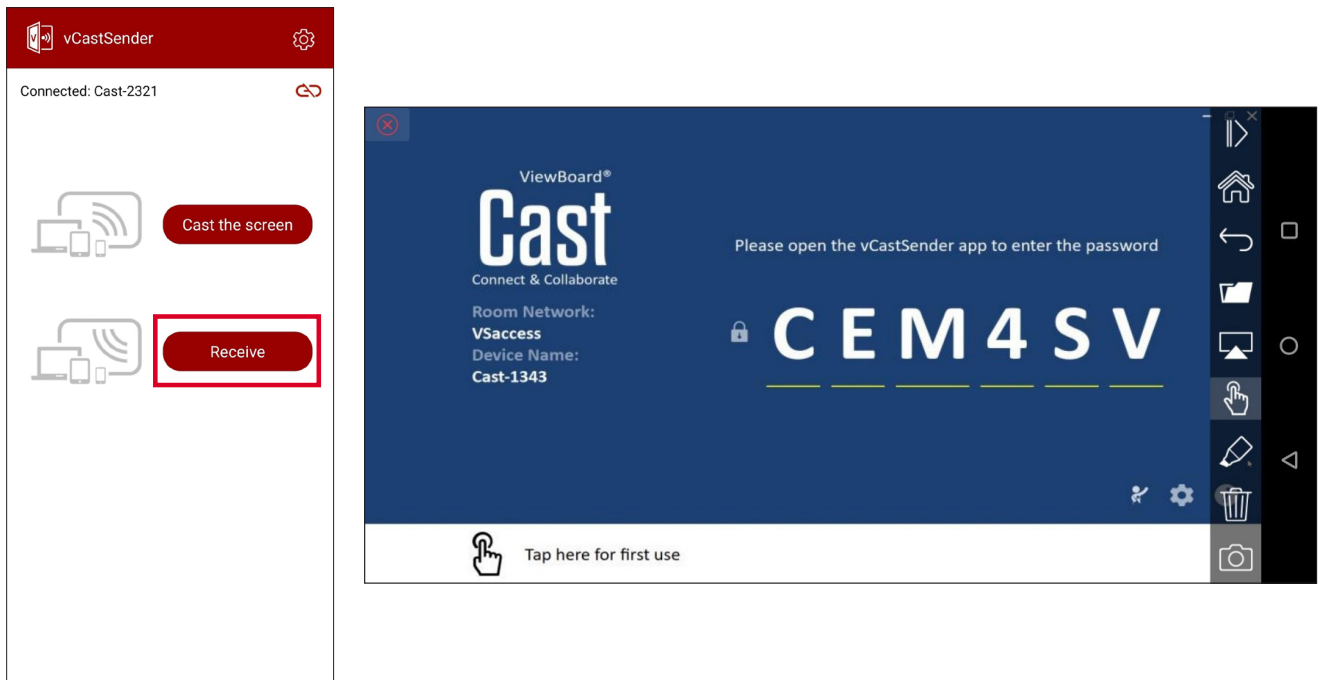 vCastSender
Connected: Cast-2321
Cast the screen
Receive
ViewBoard®
Cast
Connect & Collaborate
Room Network:
VSaccess
Device Name:
Cast-1343
Please open the vCastSender app to enter the password
C E M 4 S V
Tap here for first use